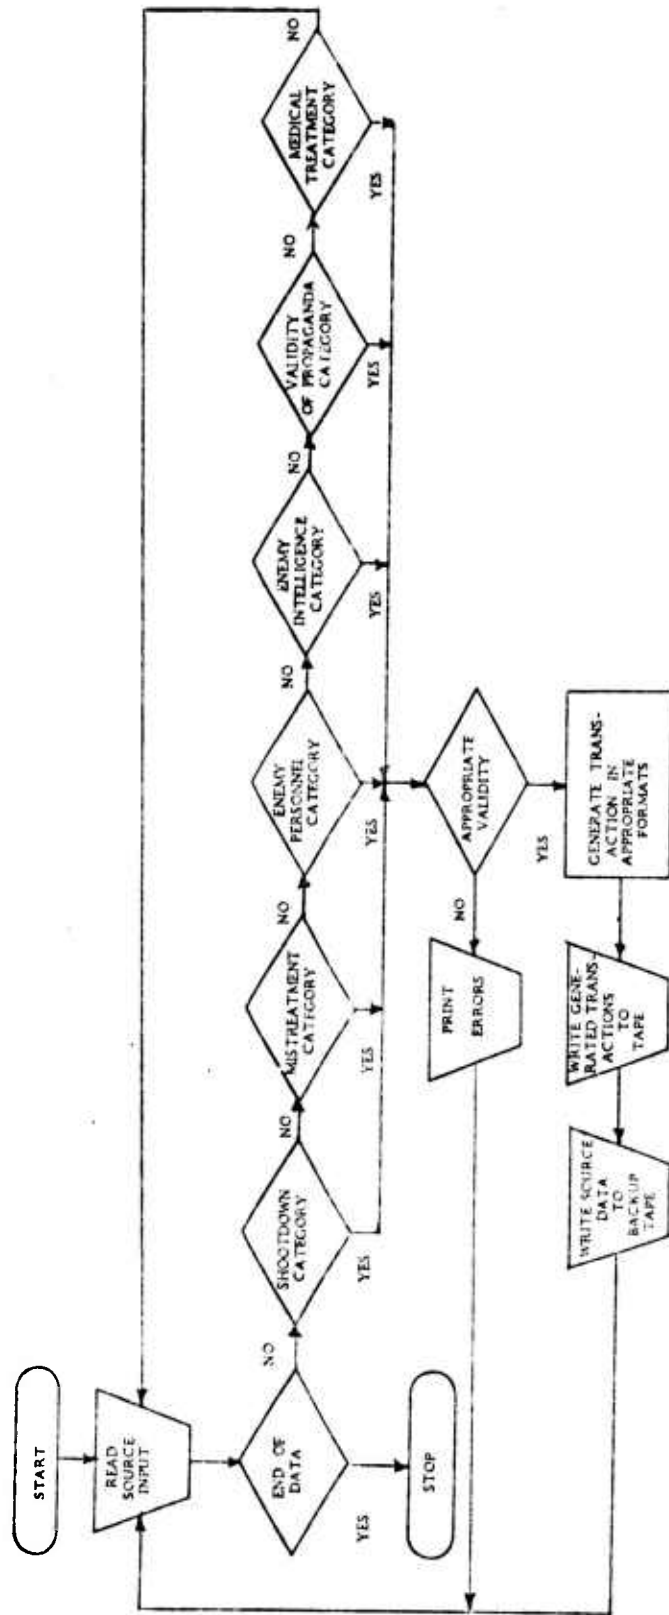 START
READ
SOURCE
INPUT
END OF
DATA
YES
NO
STOP
SHOOTDOWN
CATEGORY
YES
NO
MISTREATMENT
CATEGORY
YES
NO
ENEMY
PERSONNEL
CATEGORY
YES
NO
ENEMY
INTELLIGENCE
CATEGORY
YES
NO
VALIDITY
OF PROPAGANDA
CATEGORY
YES
NO
MEDICAL
TREATMENT
CATEGORY
YES
NO
APPROPRIATE
VALIDITY
NO
YES
PRINT
ERRORS
GENERATE TRANS-
ACTION IN
APPROPRIATE
FORMATS
WRITE GENE-
RATED TRANS-
ACTIONS
TO
TAPE
WRITE SOURCE
DATA
TO
BACKUP
TAPE